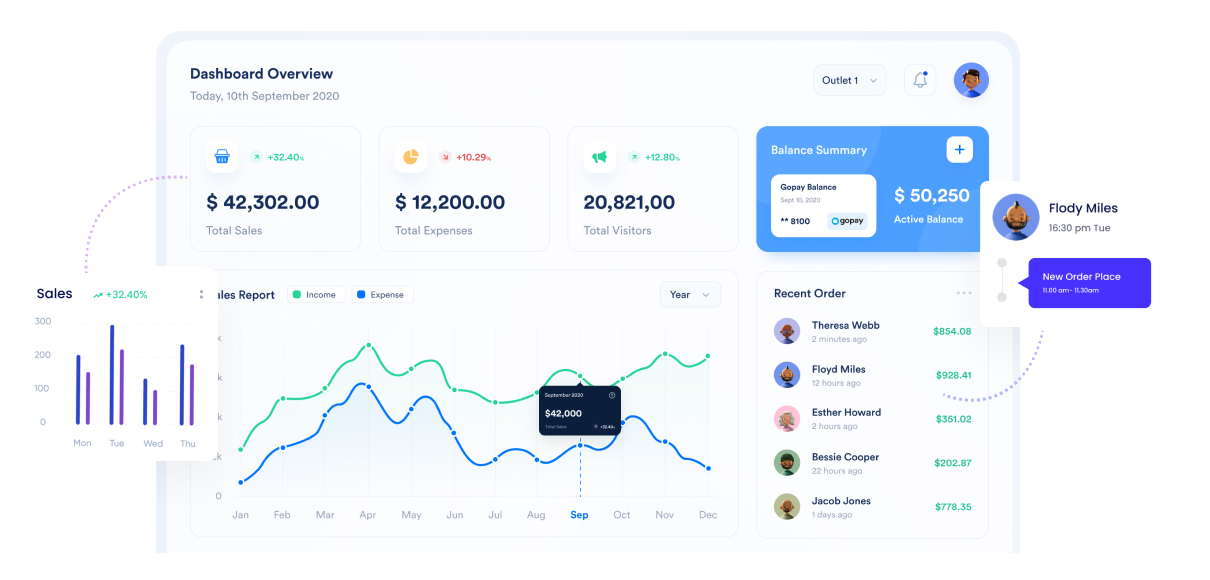 Dashboard Overview
Today, 10th September 2020
Outlet 1
+32.40%
$ 42,302.00
Total Sales
+10.29%
$ 12,200.00
Total Expenses
+12.80%
20,821,00
Total Visitors
Balance Summary
+
Gopay Balance
Sept 10, 2020
** 8100
gopay
$ 50,250
Active Balance
Flody Miles
16:30 pm Tue
New Order Place
11.00 am- 11.30am
Sales
+32.40%
300
200
100
0
Mon Tue Wed Thu
ales Report
Income
Expense
Year
k
k
k
k
0
September 2020
$42,000
Total Sales
+32.40%
Jan Feb Mar Apr May Jun Jul Aug Sep Oct Nov Dec
Recent Order
Theresa Webb
2 minutes ago
$854.08
Floyd Miles
12 hours ago
$928.41
Esther Howard
2 hours ago
$351.02
Bessie Cooper
22 hours ago
$202.87
Jacob Jones
1 days ago
$778.35